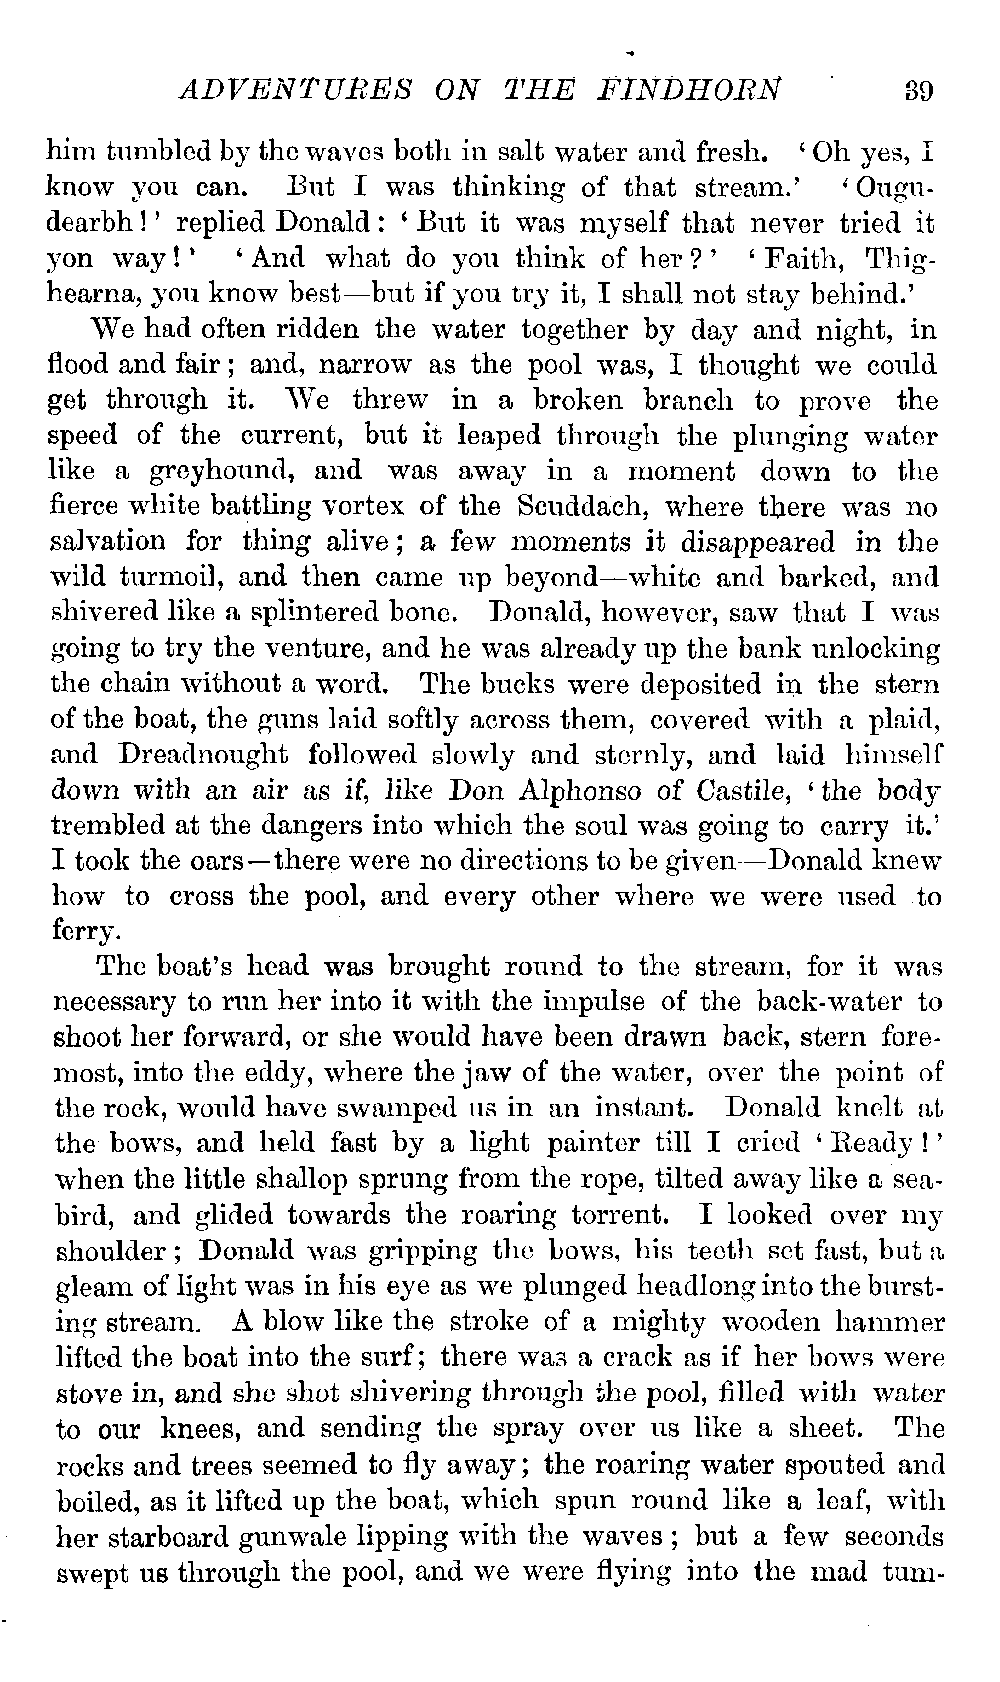 ADVENTURES ON THE FINDHORN 39
him tumbled by the waves both in salt water and fresh. ‘Oh yes, I
know you can. But I was thinking of that stream.’ ‘Ougu-
dearbh!’ replied Donald: ‘But it was myself that never tried it
yon way!’ ‘And what do you think of her?’ ‘Faith, Thig-
hearna, you know best—but if you try it, I shall not stay behind.’
We had often ridden the water together by day and night, in
flood and fair; and, narrow as the pool was, I thought we could
get through it. We threw in a broken branch to prove the
speed of the current, but it leaped through the plunging water
like a greyhound, and was away in a moment down to the
fierce white battling vortex of the Scuddach, where there was no
salvation for thing alive; a few moments it disappeared in the
wild turmoil, and then came up beyond—white and barked, and
shivered like a splintered bone. Donald, however, saw that I was
going to try the venture, and he was already up the bank unlocking
the chain without a word. The bucks were deposited in the stern
of the boat, the guns laid softly across them, covered with a plaid,
and Dreadnought followed slowly and sternly, and laid himself
down with an air as if, like Don Alphonso of Castile, ‘the body
trembled at the dangers into which the soul was going to carry it.’
I took the oars—there were no directions to be given—Donald knew
how to cross the pool, and every other where we were used to
ferry.
The boat’s head was brought round to the stream, for it was
necessary to run her into it with the impulse of the back-water to
shoot her forward, or she would have been drawn back, stern fore-
most, into the eddy, where the jaw of the water, over the point of
the rock, would have swamped us in an instant. Donald knelt at
the bows, and held fast by a light painter till I cried ‘Ready!’
when the little shallop sprung from the rope, tilted away like a sea-
bird, and glided towards the roaring torrent. I looked over my
shoulder; Donald was gripping the bows, his teeth set fast, but a
gleam of light was in his eye as we plunged headlong into the burst-
ing stream. A blow like the stroke of a mighty wooden hammer
lifted the boat into the surf; there was a crack as if her bows were
stove in, and she shot shivering through the pool, filled with water
to our knees, and sending the spray over us like a sheet. The
rocks and trees seemed to fly away; the roaring water spouted and
boiled, as it lifted up the boat, which spun round like a leaf, with
her starboard gunwale lipping with the waves; but a few seconds
swept us through the pool, and we were flying into the mad tum-